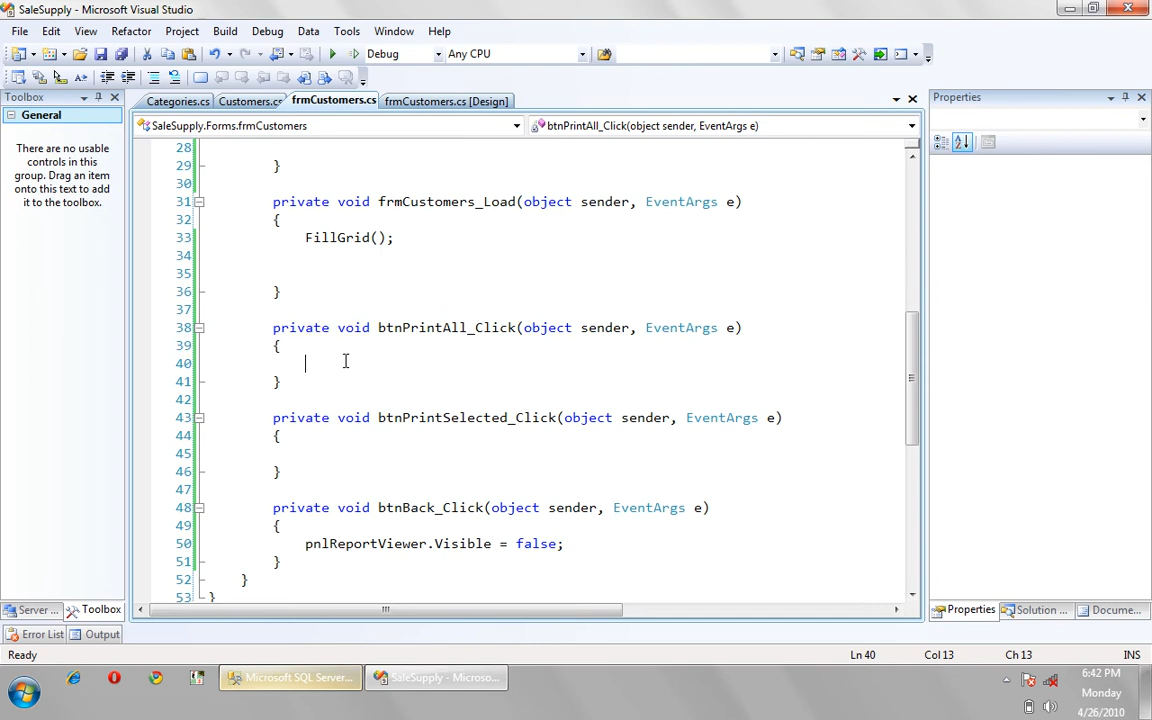 SaleSupply - Microsoft Visual Studio
File Edit View Refactor Project Build Debug Data Tools Window Help
Debug Any CPU
Toolbox
Categories.cs Customers.cs frmCustomers.cs frmCustomers.cs [Design]
Properties
General
SaleSupply.Forms.frmCustomers btnPrintAll_Click(object sender, EventArgs e)
There are no usable
controls in this
group. Drag an item
onto this text to add
it to the toolbox.
28
29 }
30
31 private void frmCustomers_Load(object sender, EventArgs e)
32 {
33 FillGrid();
34
35
36 }
37
38 private void btnPrintAll_Click(object sender, EventArgs e)
39 {
40
41 }
42
43 private void btnPrintSelected_Click(object sender, EventArgs e)
44 {
45
46 }
47
48 private void btnBack_Click(object sender, EventArgs e)
49 {
50 pnlReportViewer.Visible = false;
51 }
52 }
53 }
Server ... Toolbox Properties Solution ... Docume...
Error List Output
Ready Ln 40 Col 13 Ch 13 INS
Microsoft SQL Server... SaleSupply - Microso...
6:42 PM
Monday
4/26/2010